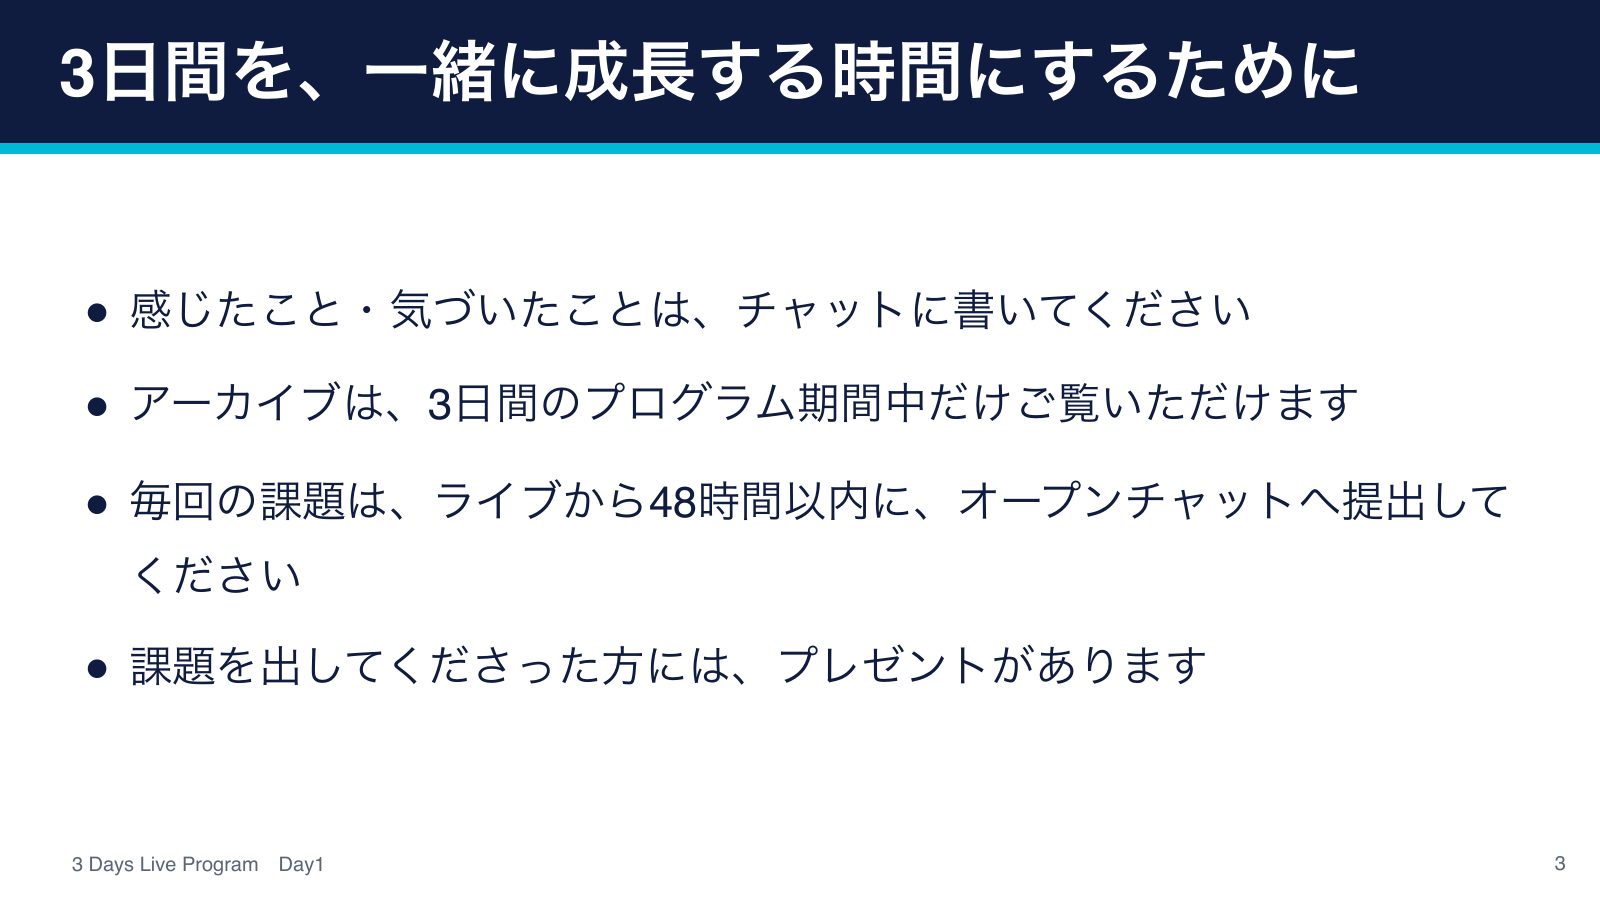 3日間を、一緒に成長する時間にするために
● 感じたこと・気づいたことは、チャットに書いてください
● アーカイブは、3日間のプログラム期間中だけご覧いただけます
● 毎回の課題は、ライブから48時間以内に、オープンチャットへ提出して
ください
● 課題を出してくださった方には、プレゼントがあります
3 Days Live Program　Day1
3